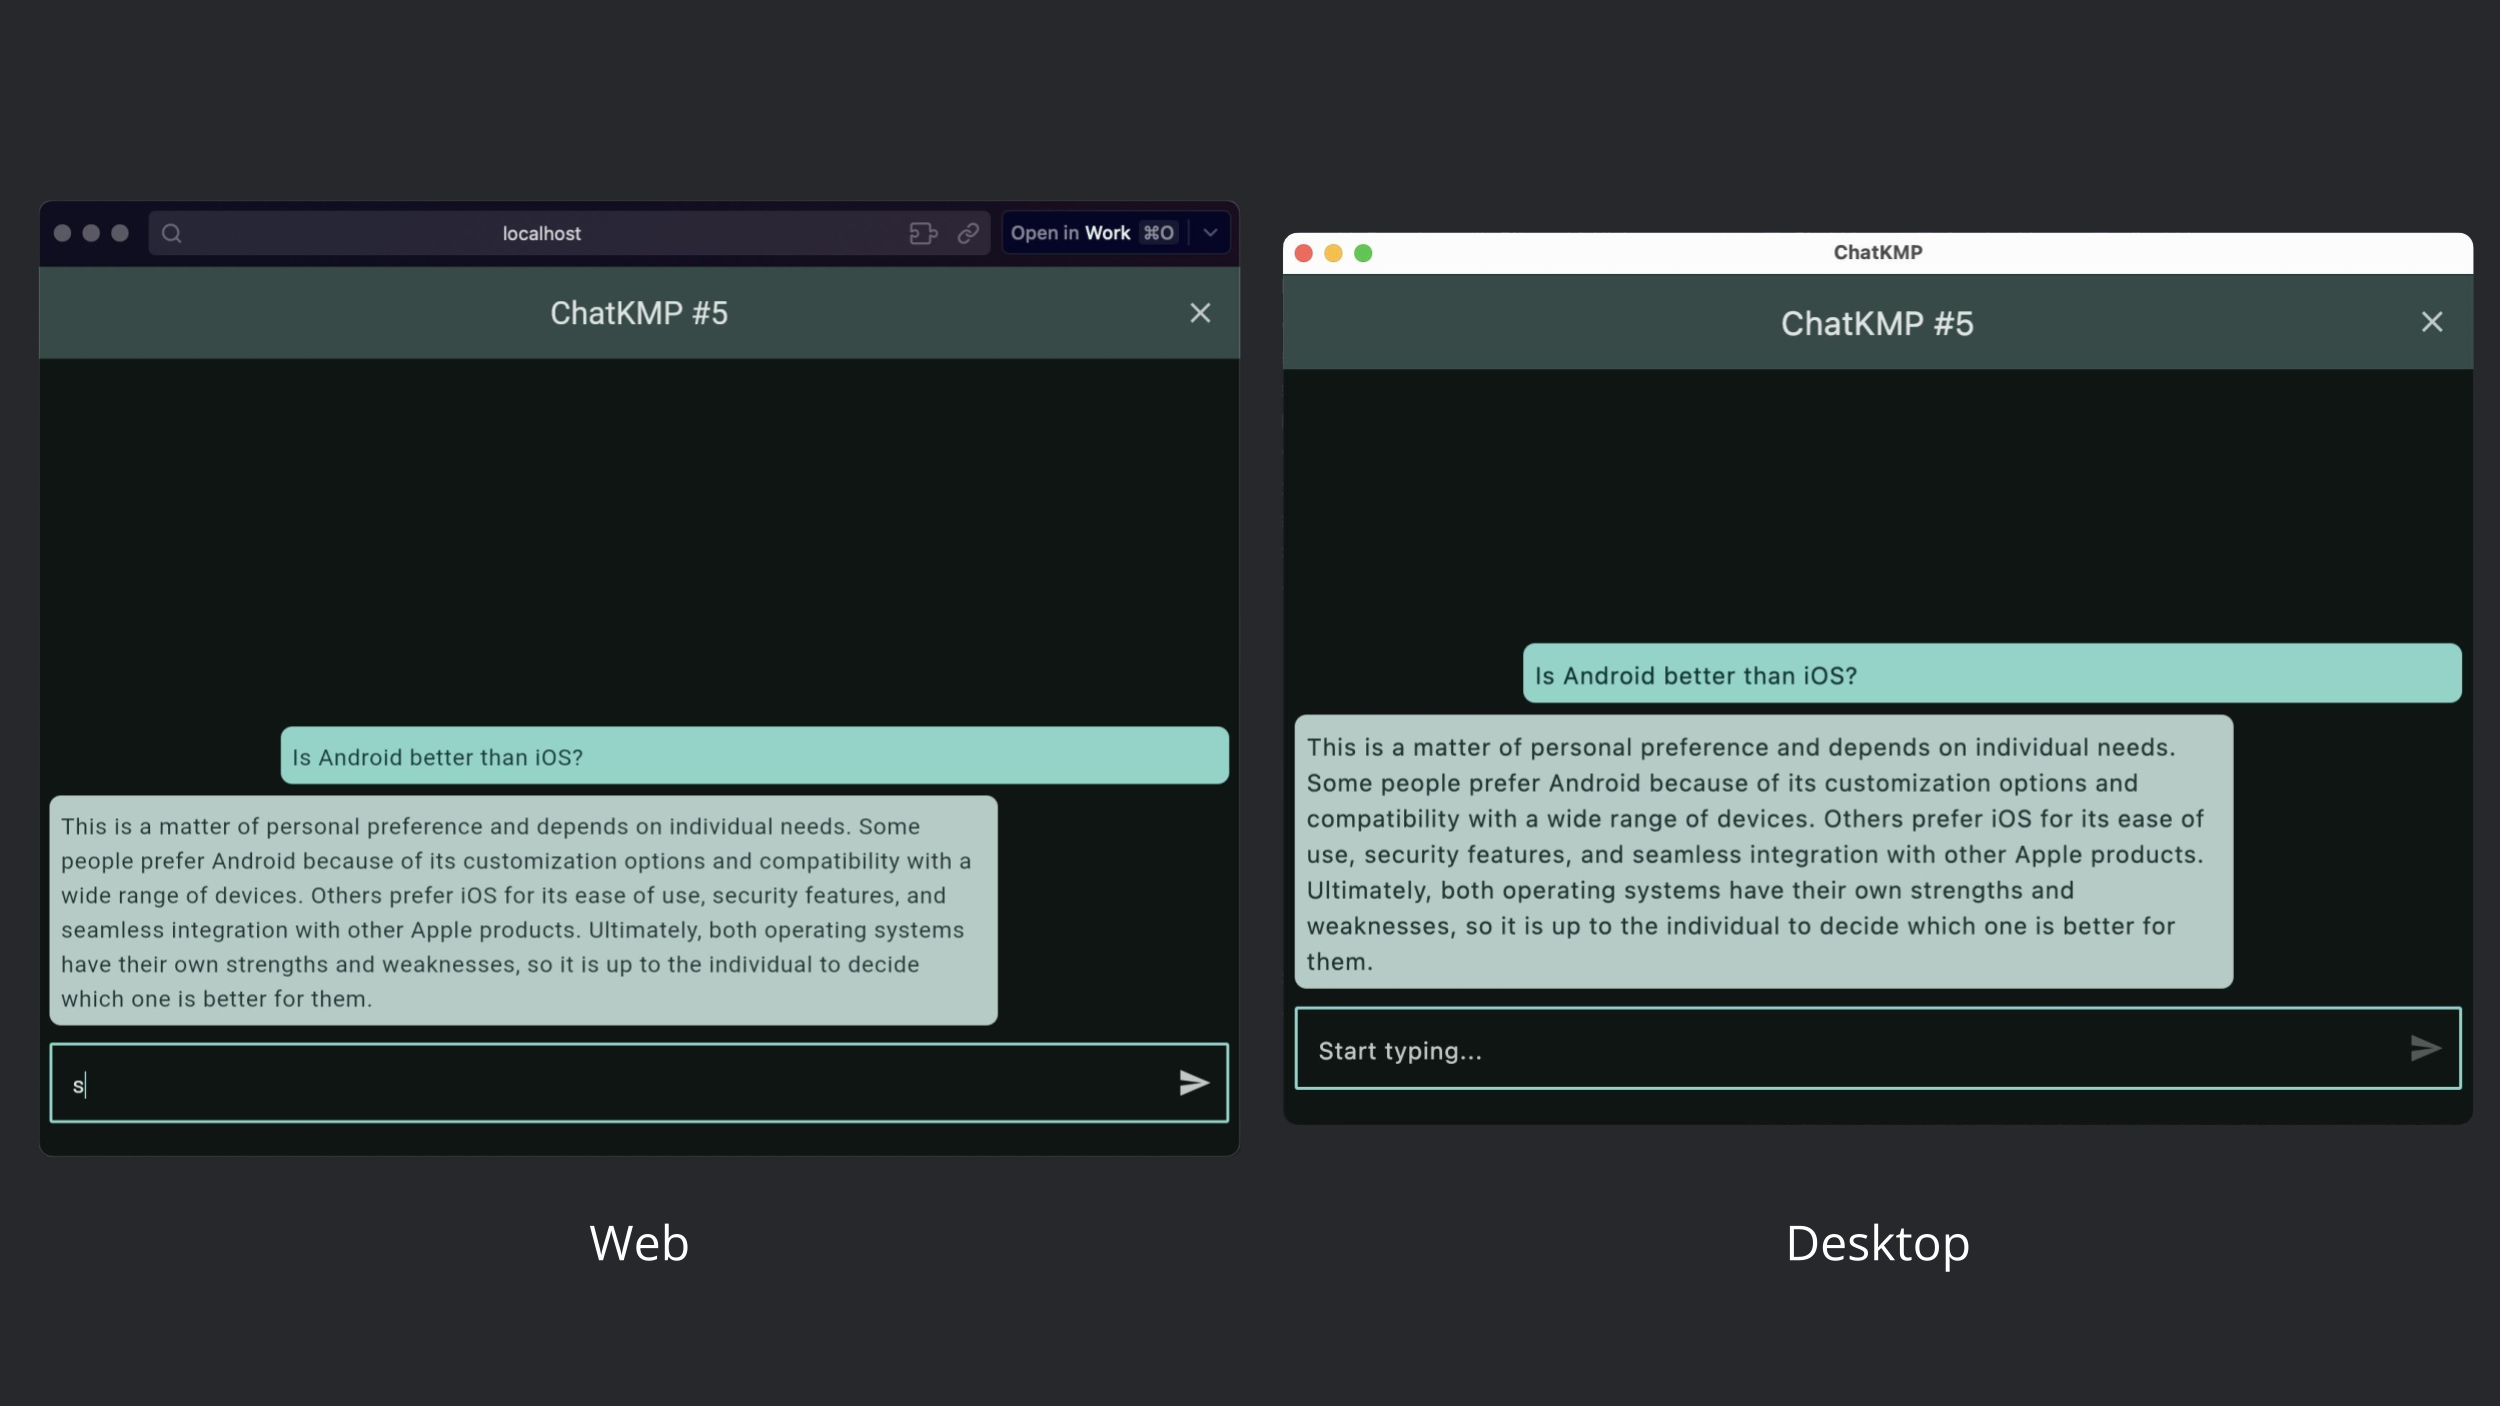 localhost
Open in Work ⌘O
ChatKMP #5
Is Android better than iOS?
This is a matter of personal preference and depends on individual needs. Some
people prefer Android because of its customization options and compatibility with a
wide range of devices. Others prefer iOS for its ease of use, security features, and
seamless integration with other Apple products. Ultimately, both operating systems
have their own strengths and weaknesses, so it is up to the individual to decide
which one is better for them.
s
Web
ChatKMP
ChatKMP #5
Is Android better than iOS?
This is a matter of personal preference and depends on individual needs.
Some people prefer Android because of its customization options and
compatibility with a wide range of devices. Others prefer iOS for its ease of
use, security features, and seamless integration with other Apple products.
Ultimately, both operating systems have their own strengths and
weaknesses, so it is up to the individual to decide which one is better for
them.
Start typing...
Desktop